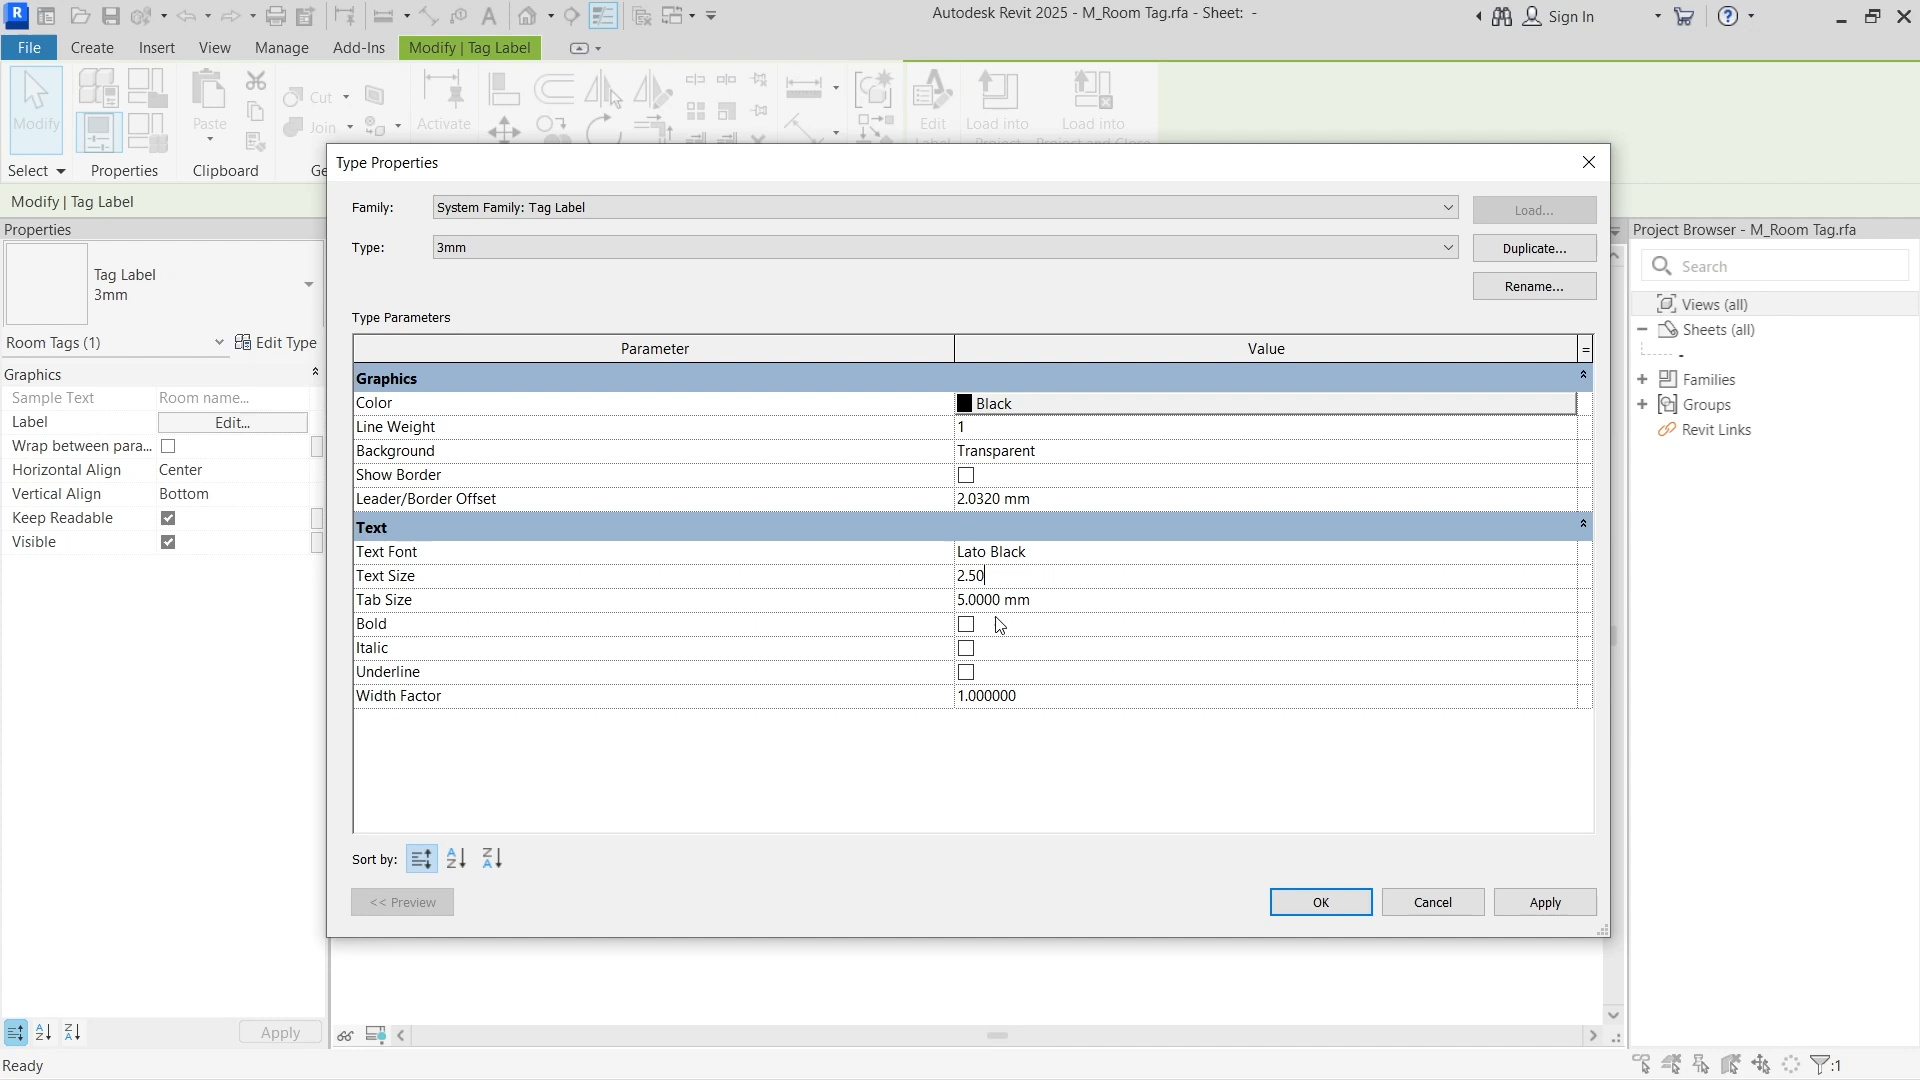 Autodesk Revit 2025 - M_Room Tag.rfa - Sheet: -
Sign In
File
Create
Insert
View
Manage
Add-Ins
Modify | Tag Label
Modify
Paste
Cut
Join
Activate
Edit
Load into
Load into
Select
Properties
Clipboard
Ge
Modify | Tag Label
Properties
Tag Label
3mm
Room Tags (1)
Edit Type
Graphics
Sample Text Room name...
Label Edit...
Wrap between para...
Horizontal Align Center
Vertical Align Bottom
Keep Readable
Visible
Apply
Ready
Type Properties
Family: System Family: Tag Label Load...
Type: 3mm Duplicate...
Rename...
Type Parameters
Parameter Value =
Graphics
Color Black
Line Weight 1
Background Transparent
Show Border
Leader/Border Offset 2.0320 mm
Text
Text Font Lato Black
Text Size 2.50
Tab Size 5.0000 mm
Bold
Italic
Underline
Width Factor 1.000000
Sort by:
<< Preview
OK
Cancel
Apply
Project Browser - M_Room Tag.rfa
Search
Views (all)
Sheets (all)
-
Families
Groups
Revit Links
:1